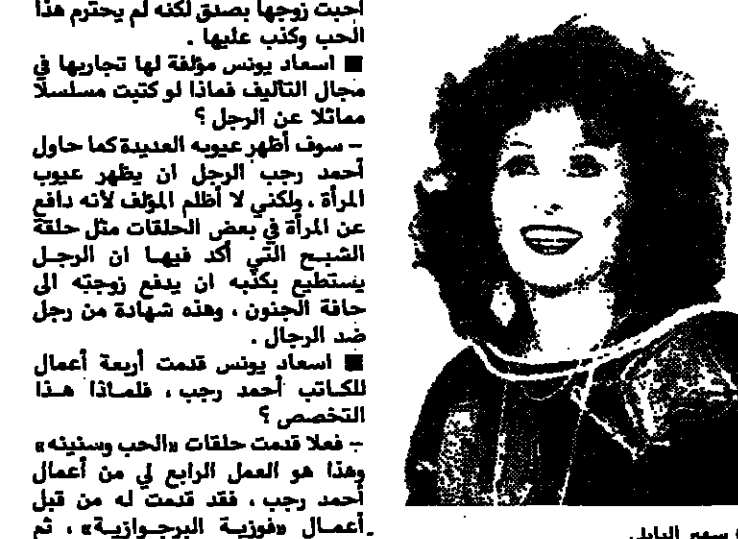 احبت زوجها بصدق لكنه لم يحترم هذا
الحب وكذب عليها .
■ اسعاد يونس مؤلفة لها تجاربها في
مجال التأليف فماذا لو كتبت مسلسلا
مماثلا عن الرجل ؟
– سوف أظهر عيوبه العديدة كما حاول
أحمد رجب الرجل ان يظهر عيوب
المرأة ، ولكني لا أظلم المؤلف لأنه دافع
عن المرأة في بعض الحلقات مثل حلقة
الشبح التي أكد فيها ان الرجل
يستطيع بكذبه ان يدفع زوجته الى
حافة الجنون ، وهذه شهادة من رجل
ضد الرجال .
■ اسعاد يونس قدمت أربعة أعمال
للكاتب أحمد رجب ، فلماذا هذا
التخصص ؟
– فعلا قدمت حلقات «الحب وسنينه»
وهذا هو العمل الرابع لي من أعمال
أحمد رجب ، فقد قدمت له من قبل
أعمال «فوزية البرجوازية» ، ثم
سهير البابلي